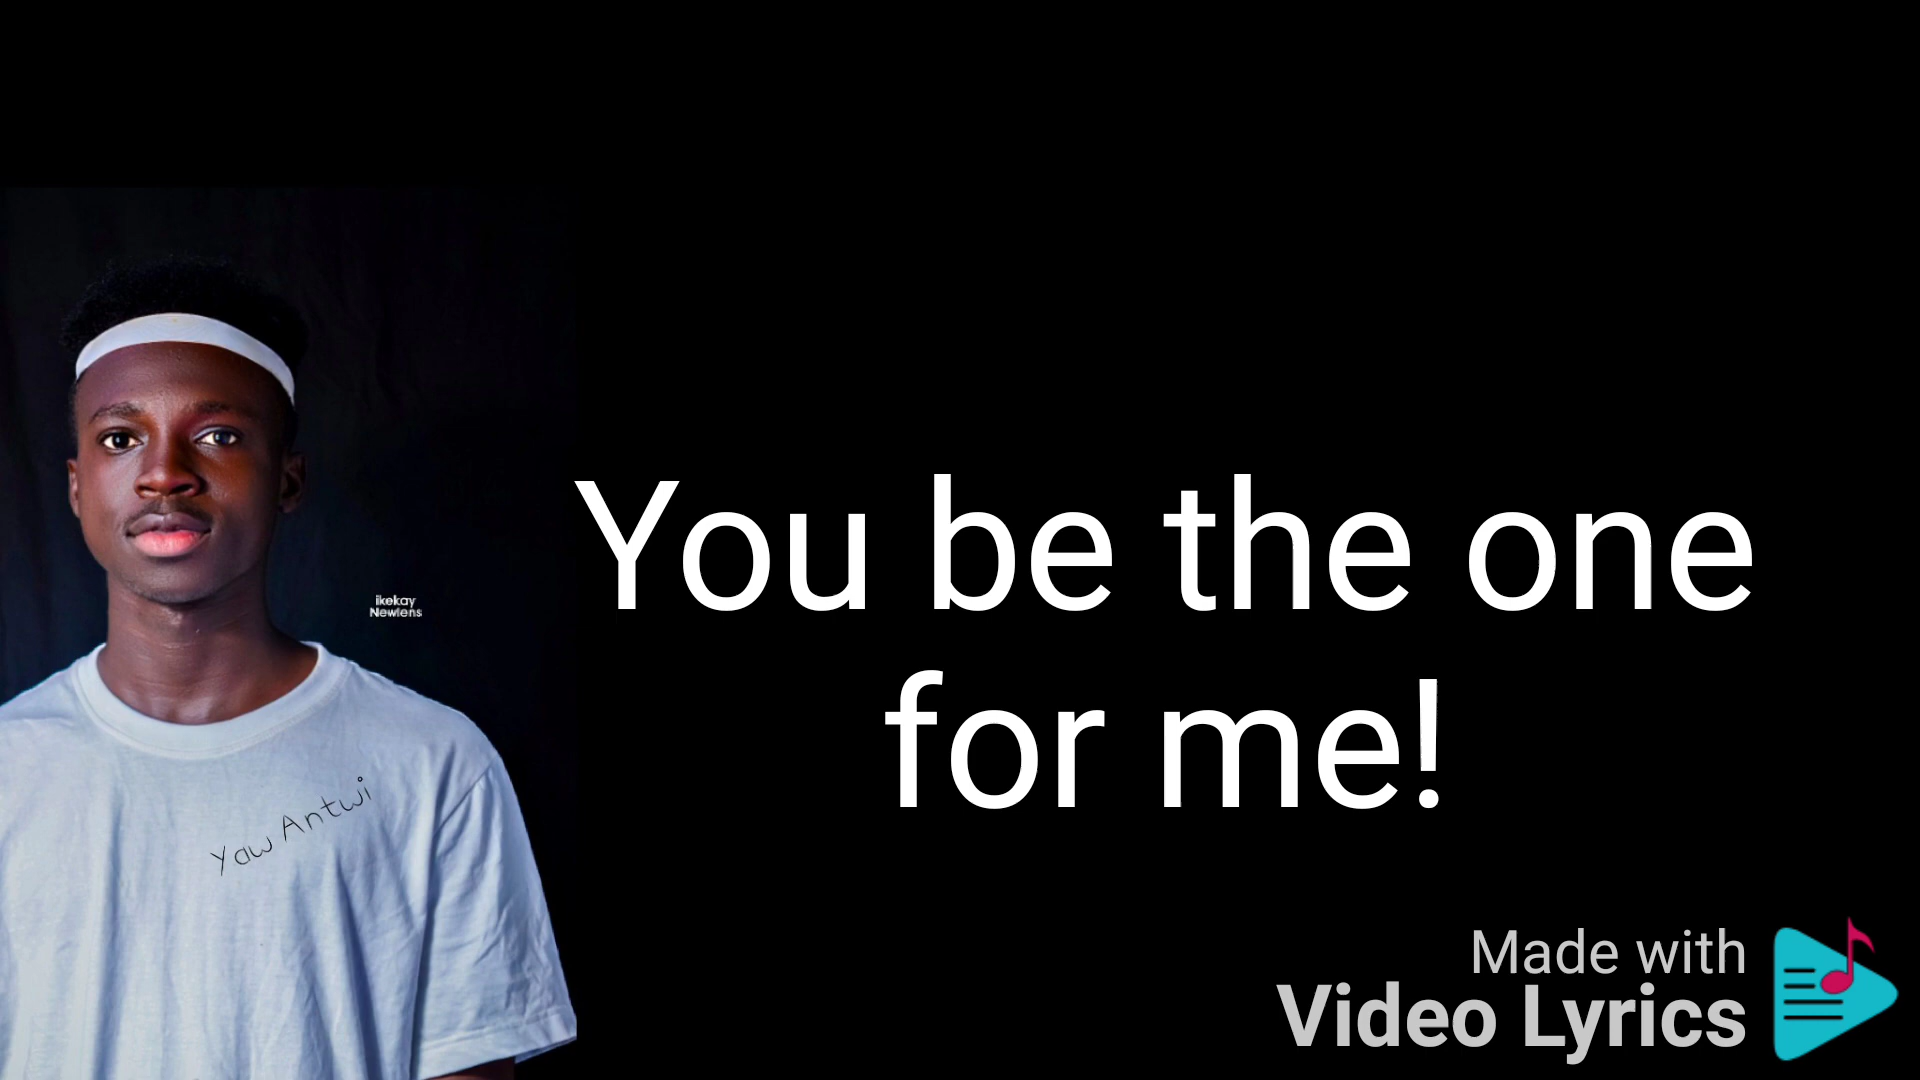 ikekay
Newlens
Yaw Antwi
You be the one
for me!
Made with
Video Lyrics